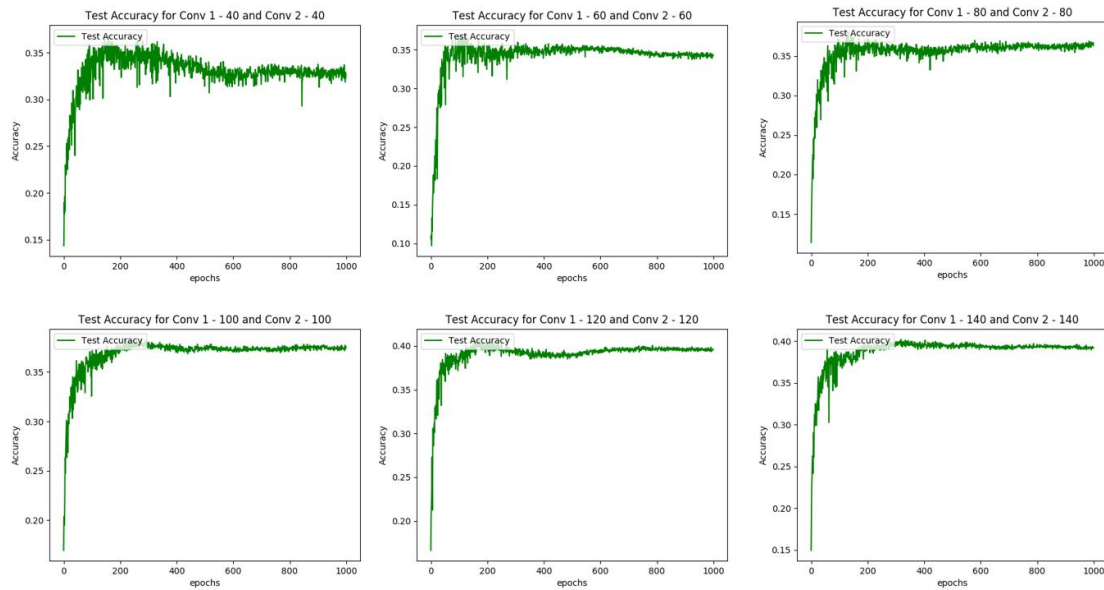 Test Accuracy for Conv 1 - 40 and Conv 2 - 40
Test Accuracy
0.35
0.30
0.25
0.20
0.15
Accuracy
0 200 400 600 800 1000
epochs
Test Accuracy for Conv 1 - 60 and Conv 2 - 60
Test Accuracy
0.35
0.30
0.25
0.20
0.15
0.10
Accuracy
0 200 400 600 800 1000
epochs
Test Accuracy for Conv 1 - 80 and Conv 2 - 80
Test Accuracy
0.35
0.30
0.25
0.20
0.15
Accuracy
0 200 400 600 800 1000
epochs
Test Accuracy for Conv 1 - 100 and Conv 2 - 100
Test Accuracy
0.35
0.30
0.25
0.20
Accuracy
0 200 400 600 800 1000
epochs
Test Accuracy for Conv 1 - 120 and Conv 2 - 120
Test Accuracy
0.40
0.35
0.30
0.25
0.20
Accuracy
0 200 400 600 800 1000
epochs
Test Accuracy for Conv 1 - 140 and Conv 2 - 140
Test Accuracy
0.40
0.35
0.30
0.25
0.20
0.15
Accuracy
0 200 400 600 800 1000
epochs